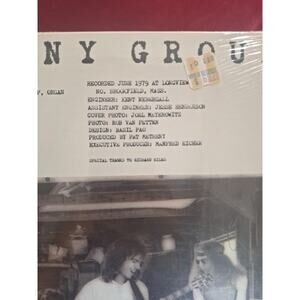 NY GROU
RECORDED JUNE 1979 AT LONGVIEW
P, ORGAN NO. BROOKFIELD, MASS.
ENGINEER: KENT NEBERGALL
ASSISTANT ENGINEER: JESSE HENDERSON
COVER PHOTO: JOEL MEYEROWITZ
PHOTO: ROB VAN PETTEN
DESIGN: BASIL PAO
PRODUCED BY PAT METHENY
EXECUTIVE PRODUCER: MANFRED EICHER
SPECIAL THANKS TO RICHARD NILES